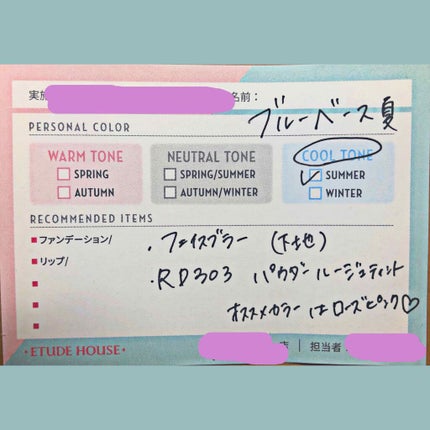 実施 名前：
ブルーベース夏
PERSONAL COLOR
WARM TONE
SPRING
AUTUMN
NEUTRAL TONE
SPRING/SUMMER
AUTUMN/WINTER
COOL TONE
SUMMER
WINTER
RECOMMENDED ITEMS
ファンデーション/ ・フェイスブラー (下地)
リップ/ ・RD303 パウダールージュティント
オススメカラーはローズピンク♡
ETUDE HOUSE
店 | 担当者：